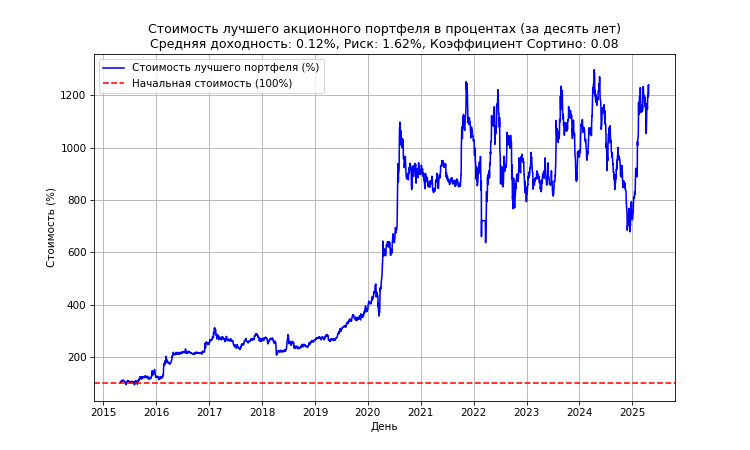 Стоимость лучшего акционного портфеля в процентах (за десять лет)
Средняя доходность: 0.12%, Риск: 1.62%, Коэффициент Сортино: 0.08
Стоимость лучшего портфеля (%)
Начальная стоимость (100%)
Стоимость (%)
1200
1000
800
600
400
200
2015 2016 2017 2018 2019 2020 2021 2022 2023 2024 2025
День